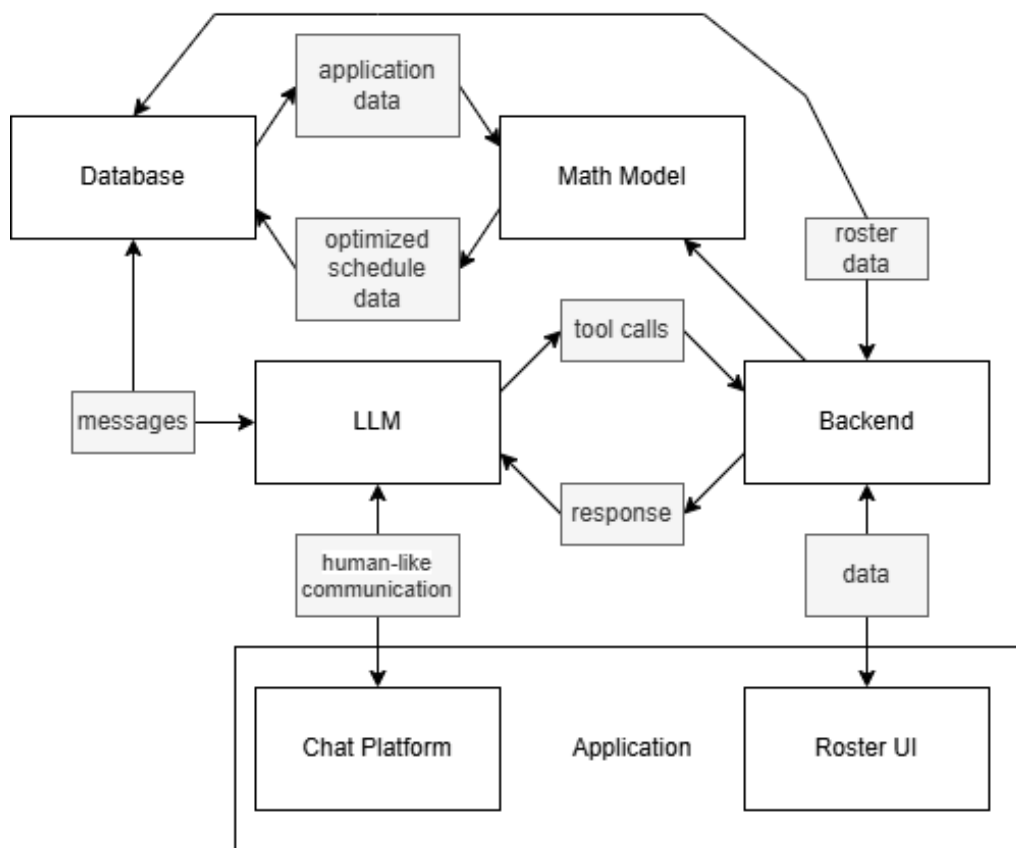 application
data
Database
Math Model
optimized
schedule
data
roster
data
tool calls
messages
LLM
Backend
response
human-like
communication
data
Chat Platform
Application
Roster UI